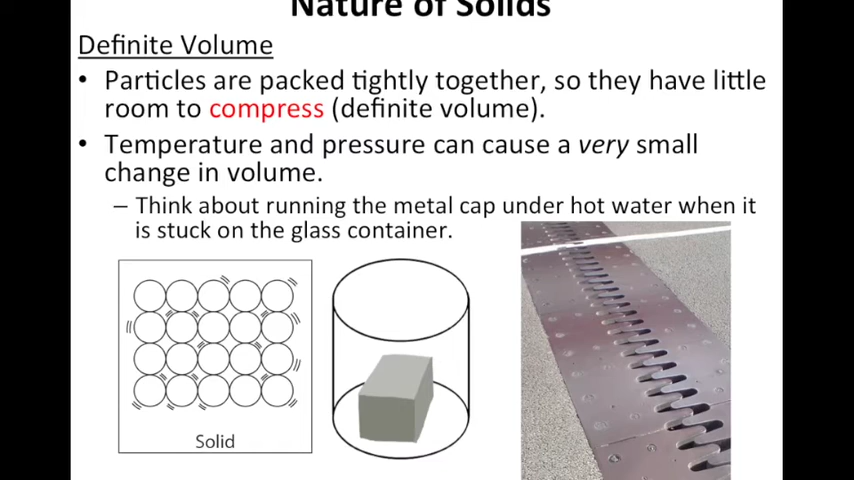 Nature of Solids
Definite Volume
• Particles are packed tightly together, so they have little
room to compress (definite volume).
• Temperature and pressure can cause a very small
change in volume.
– Think about running the metal cap under hot water when it
is stuck on the glass container.
Solid